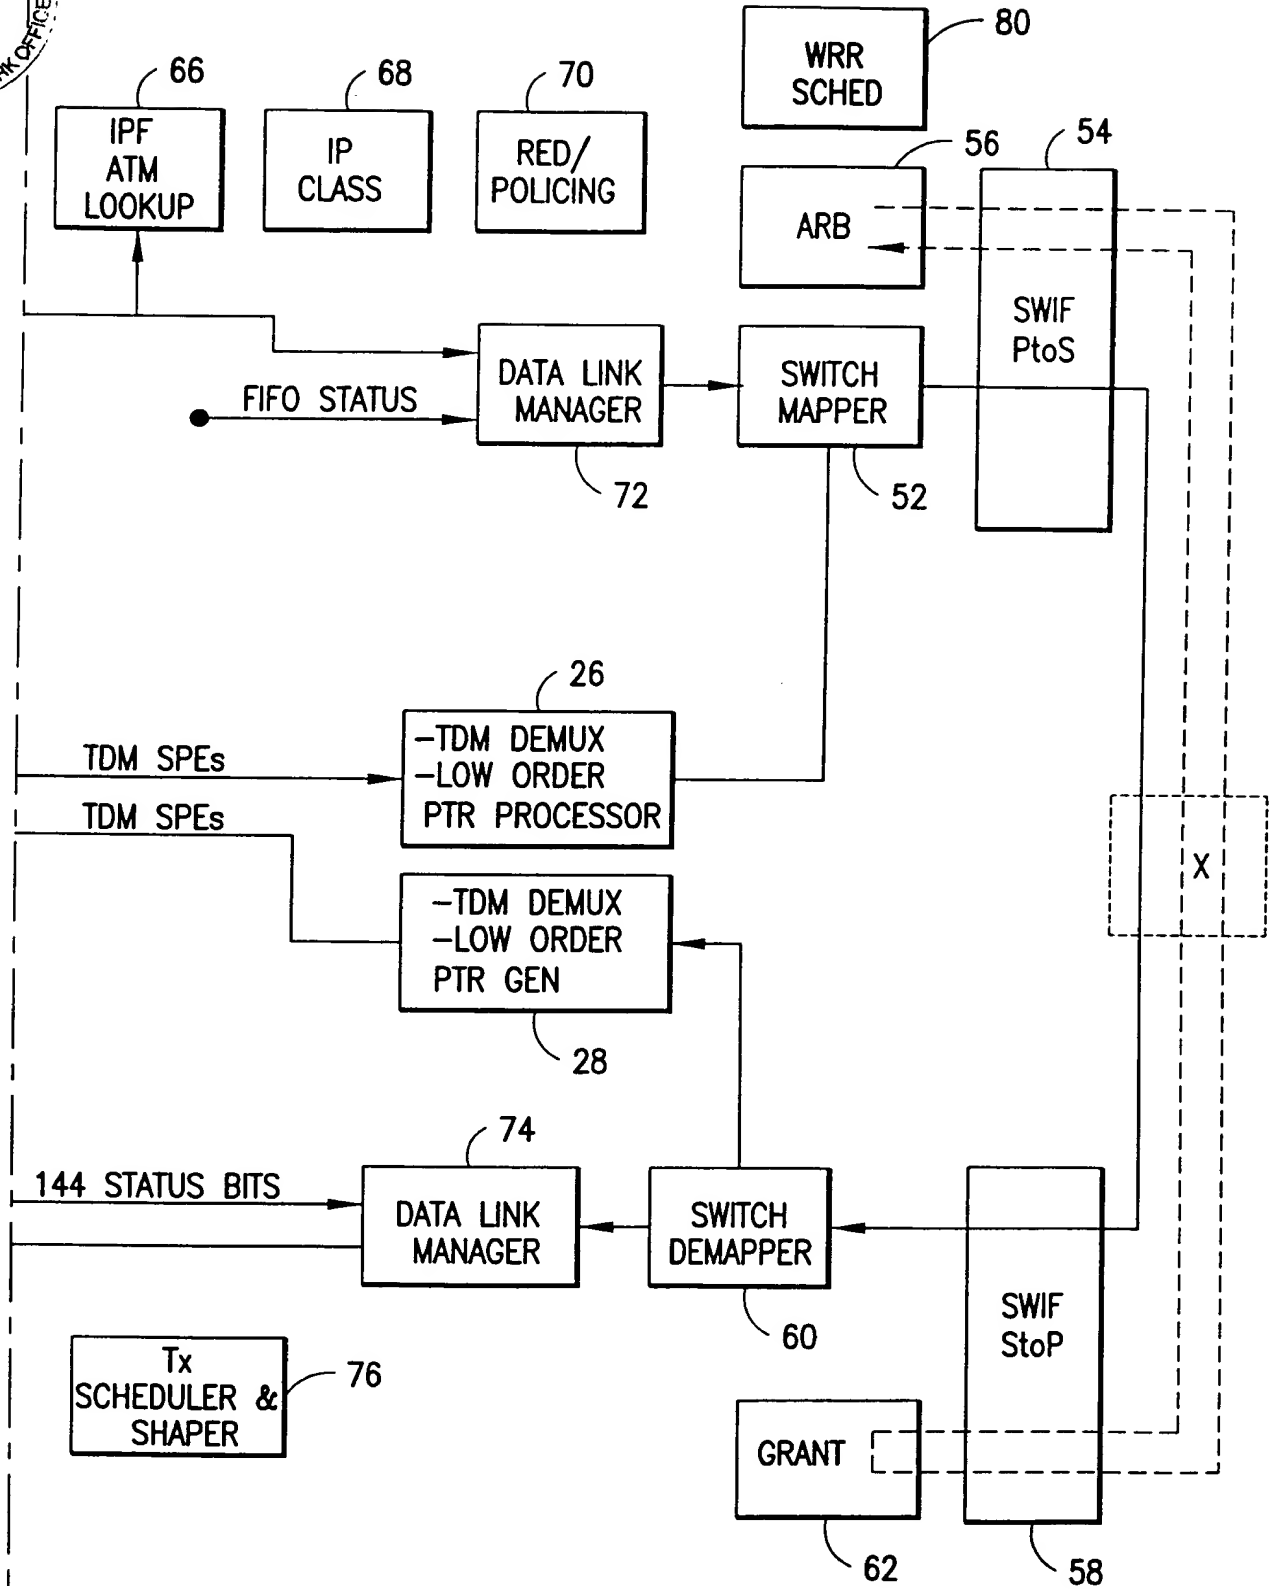 OFFICE
80
WRR
SCHED
66
68
70
IPF
ATM
LOOKUP
IP
CLASS
RED/
POLICING
56
54
ARB
SWIF
PtoS
DATA LINK
MANAGER
SWITCH
MAPPER
FIFO STATUS
72
52
26
TDM SPEs
-TDM DEMUX
-LOW ORDER
PTR PROCESSOR
TDM SPEs
X
-TDM DEMUX
-LOW ORDER
PTR GEN
28
74
144 STATUS BITS
DATA LINK
MANAGER
SWITCH
DEMAPPER
60
SWIF
StoP
Tx
SCHEDULER &
SHAPER
76
GRANT
62
58